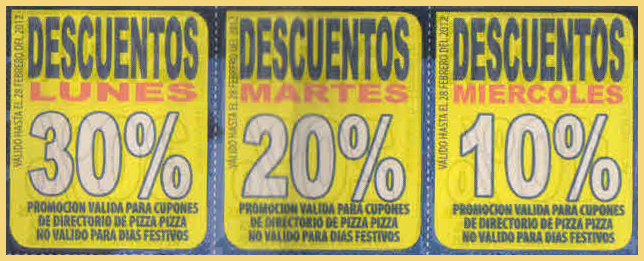 VÁLIDO HASTA EL 28 FEBRERO DEL 2012
DESCUENTOS
LUNES
30%
PROMOCION VALIDA PARA CUPONES
DE DIRECTORIO DE PIZZA PIZZA
NO VALIDO PARA DIAS FESTIVOS
VÁLIDO HASTA EL 28 FEBRERO DEL 2012
DESCUENTOS
MARTES
20%
PROMOCION VALIDA PARA CUPONES
DE DIRECTORIO DE PIZZA PIZZA
NO VALIDO PARA DIAS FESTIVOS
VÁLIDO HASTA EL 28 FEBRERO DEL 2012
DESCUENTOS
MIERCOLES
10%
PROMOCION VALIDA PARA CUPONES
DE DIRECTORIO DE PIZZA PIZZA
NO VALIDO PARA DIAS FESTIVOS